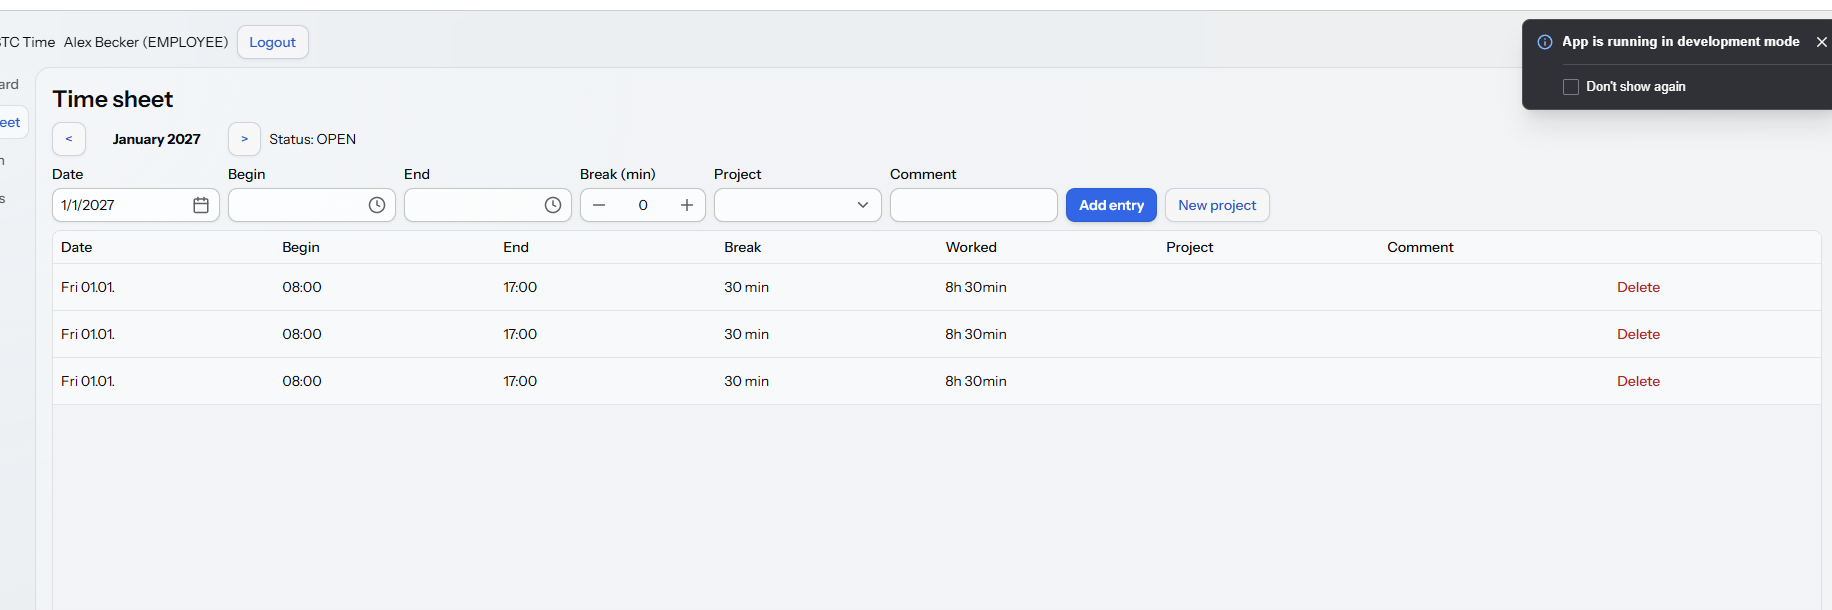 STC Time Alex Becker (EMPLOYEE) Logout
App is running in development mode
Don't show again
Time sheet
< January 2027 > Status: OPEN
Date Begin End Break (min) Project Comment
1/1/2027 0 Add entry New project
Date Begin End Break Worked Project Comment
Fri 01.01. 08:00 17:00 30 min 8h 30min Delete
Fri 01.01. 08:00 17:00 30 min 8h 30min Delete
Fri 01.01. 08:00 17:00 30 min 8h 30min Delete